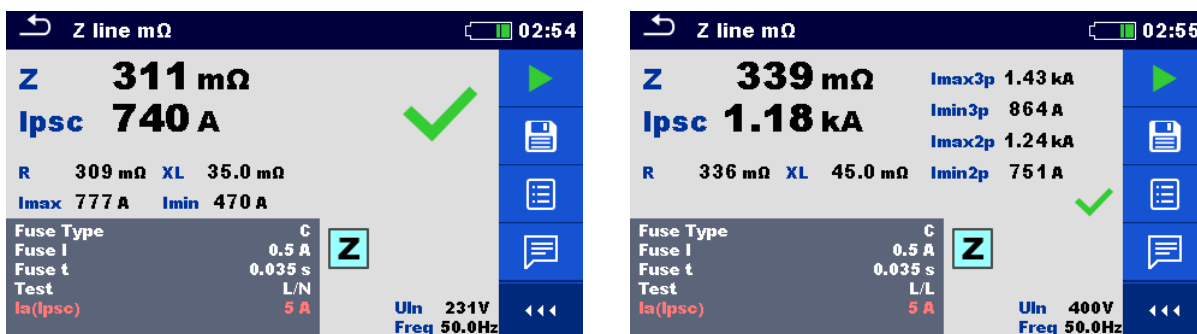 Z line mΩ 02:54
Z 311 mΩ
Ipsc 740 A
R 309 mΩ XL 35.0 mΩ
Imax 777 A Imin 470 A
Fuse Type C
Fuse I 0.5 A
Fuse t 0.035 s
Test L/N
Ia(Ipsc) 5 A
Z
Uln 231V
Freq 50.0Hz
Z line mΩ 02:55
Z 339 mΩ
Ipsc 1.18 kA
Imax3p 1.43 kA
Imin3p 864 A
Imax2p 1.24 kA
R 336 mΩ XL 45.0 mΩ Imin2p 751 A
Fuse Type C
Fuse I 0.5 A
Fuse t 0.035 s
Test L/L
Ia(Ipsc) 5 A
Z
Uln 400V
Freq 50.0Hz